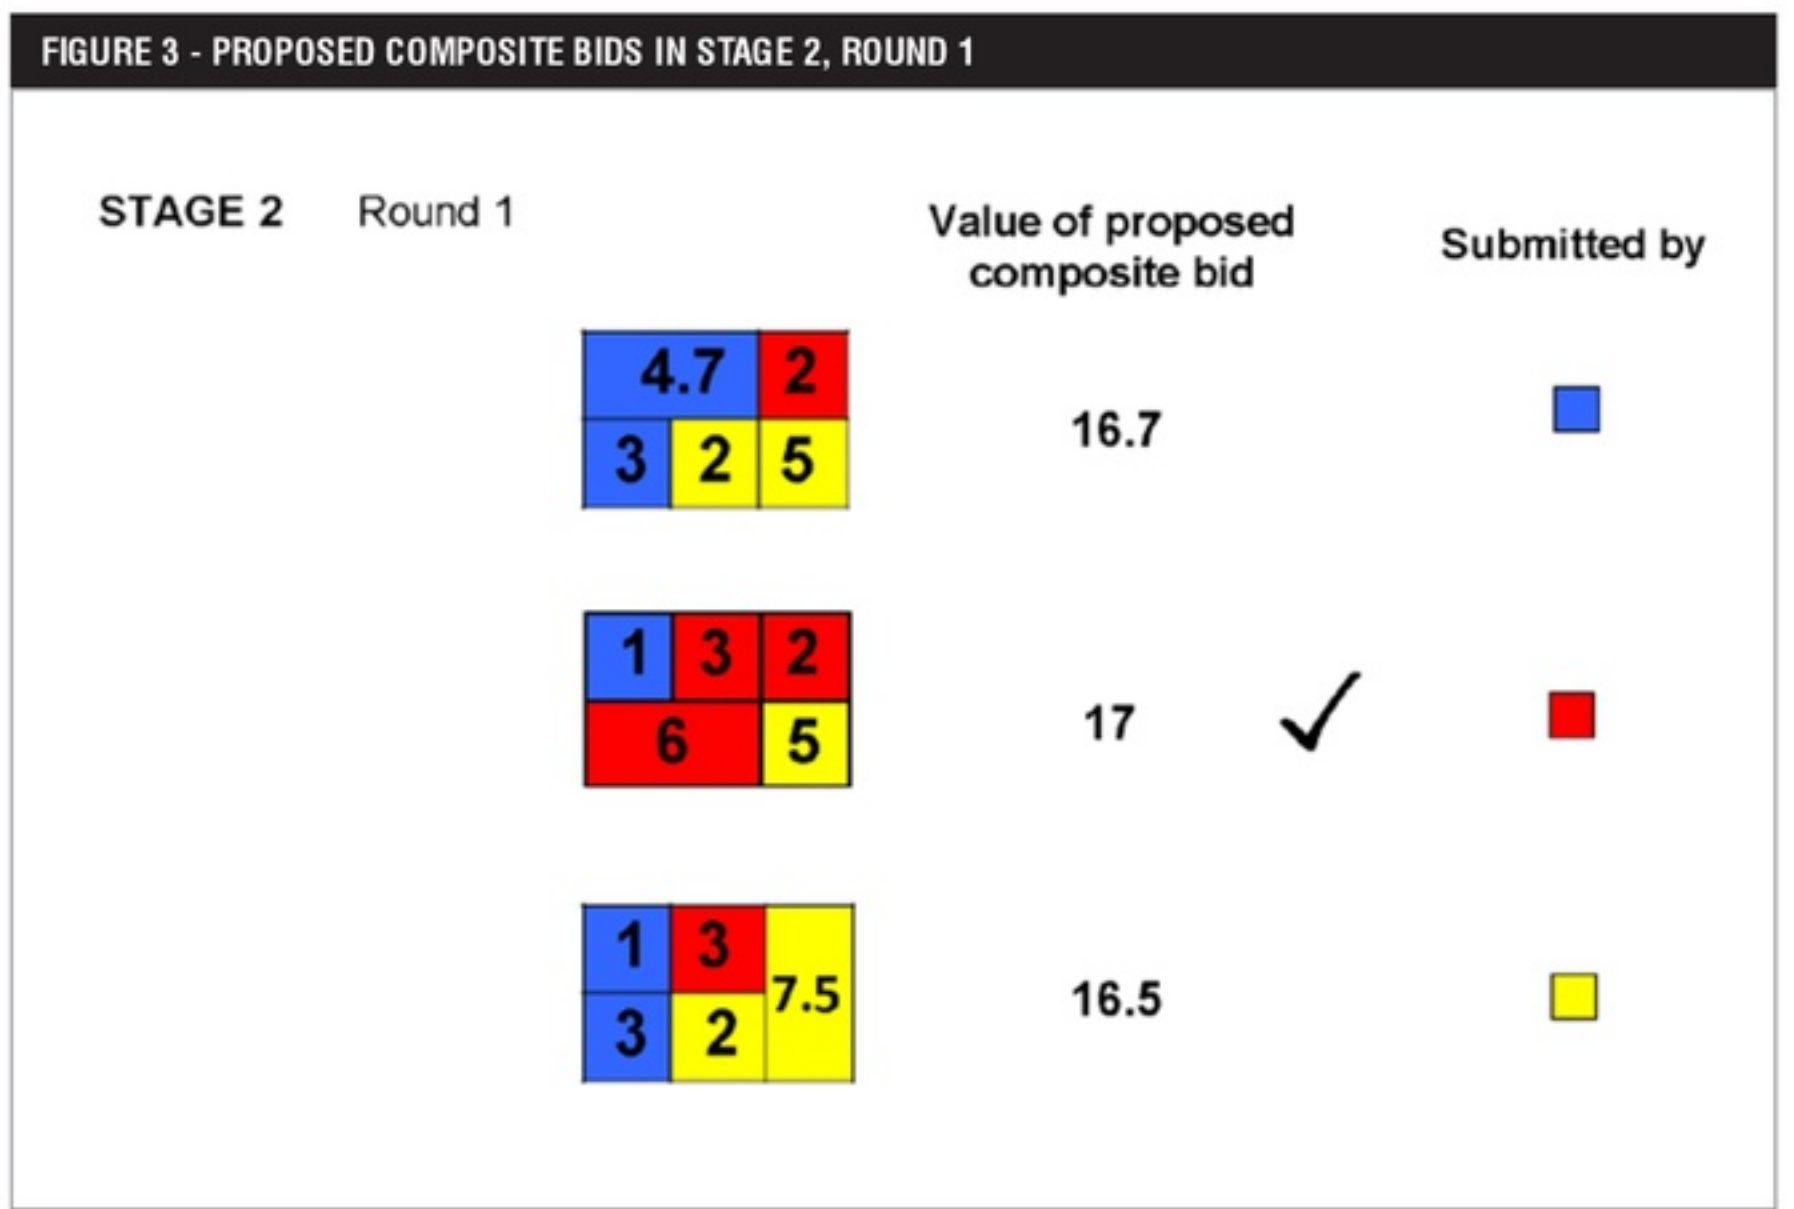 FIGURE 3 - PROPOSED COMPOSITE BIDS IN STAGE 2, ROUND 1
STAGE 2 Round 1
Value of proposed
composite bid
Submitted by
4.7 2
3 2 5
16.7
1 3 2
6 5
17
1 3
7.5
3 2
16.5